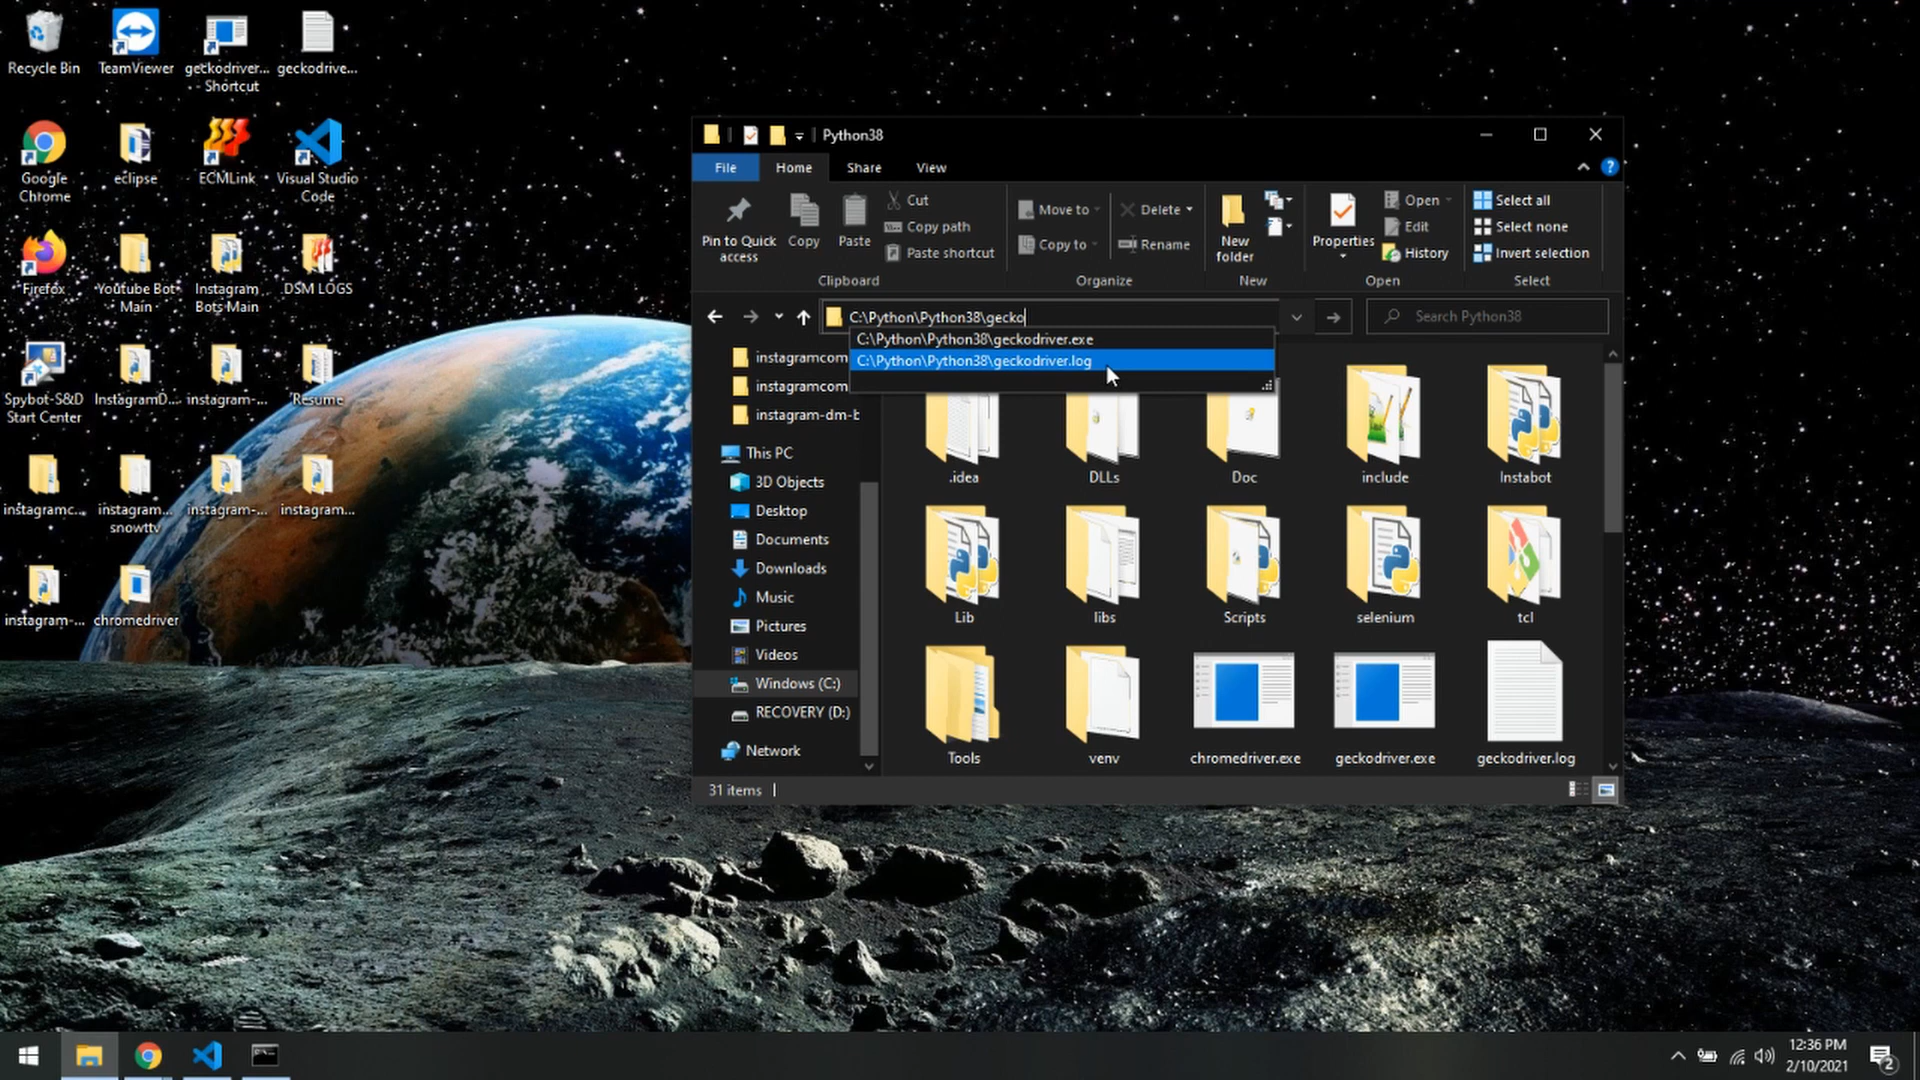 Recycle Bin
TeamViewer
geckodriver...
- Shortcut
geckodrive...
Google
Chrome
eclipse
ECMLink
Visual Studio
Code
Firefox
Youtube Bot
Main
Instagram
Bots Main
DSM LOGS
Spybot-S&D
Start Center
InstagramD...
instagram-...
Resume
instagramc...
instagram...
snowttv
instagram-...
instagram...
instagram-...
chromedriver
Python38
File
Home
Share
View
Pin to Quick
access
Copy
Paste
Cut
Copy path
Paste shortcut
Clipboard
Move to
Copy to
Delete
Rename
Organize
New
folder
New
Properties
Open
Edit
History
Open
Select all
Select none
Invert selection
Select
C:\Python\Python38\gecko
Search Python38
C:\Python\Python38\geckodriver.exe
C:\Python\Python38\geckodriver.log
instagramcom
instagramcom
instagram-dm-b
This PC
3D Objects
Desktop
Documents
Downloads
Music
Pictures
Videos
Windows (C:)
RECOVERY (D:)
Network
.idea
DLLs
Doc
include
Instabot
Lib
libs
Scripts
selenium
tcl
Tools
venv
chromedriver.exe
geckodriver.exe
geckodriver.log
31 items
12:36 PM
2/10/2021
2